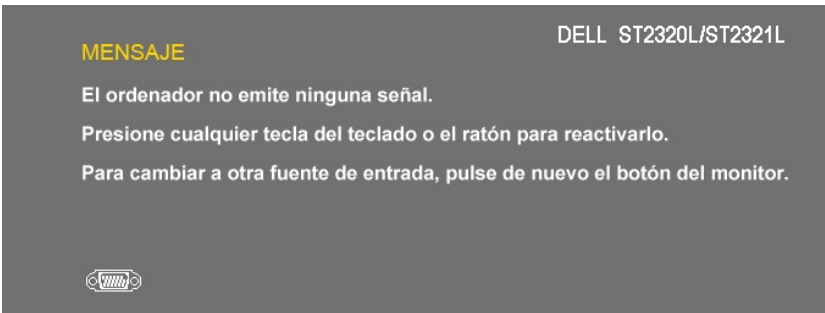 DELL ST2320L/ST2321L
MENSAJE
El ordenador no emite ninguna señal.
Presione cualquier tecla del teclado o el ratón para reactivarlo.
Para cambiar a otra fuente de entrada, pulse de nuevo el botón del monitor.